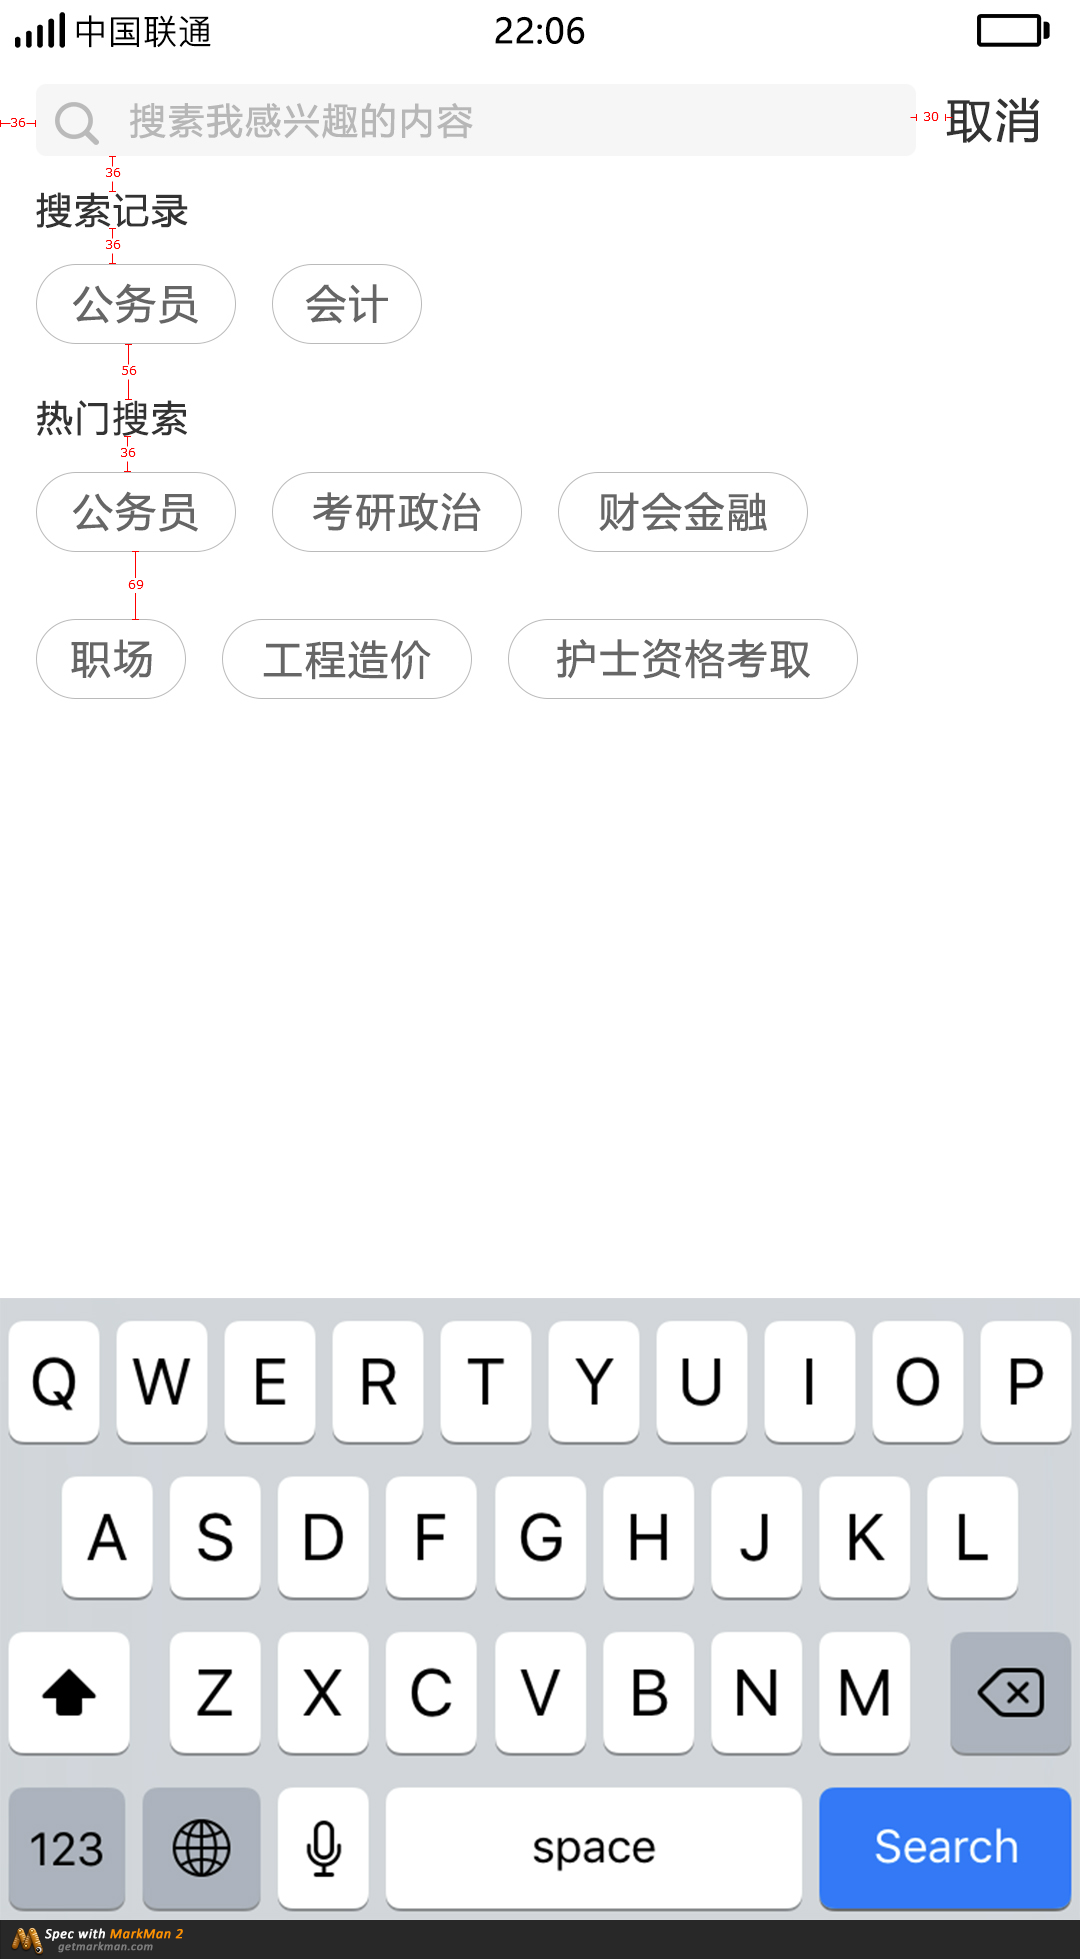 中国联通 22:06
36 搜素我感兴趣的内容 30 取消
36
搜索记录
36
公务员 会计
56
热门搜索
36
公务员 考研政治 财会金融
69
职场 工程造价 护士资格考取
Q W E R T Y U I O P
A S D F G H J K L
Z X C V B N M
123 space Search
Spec with MarkMan 2
getmarkman.com